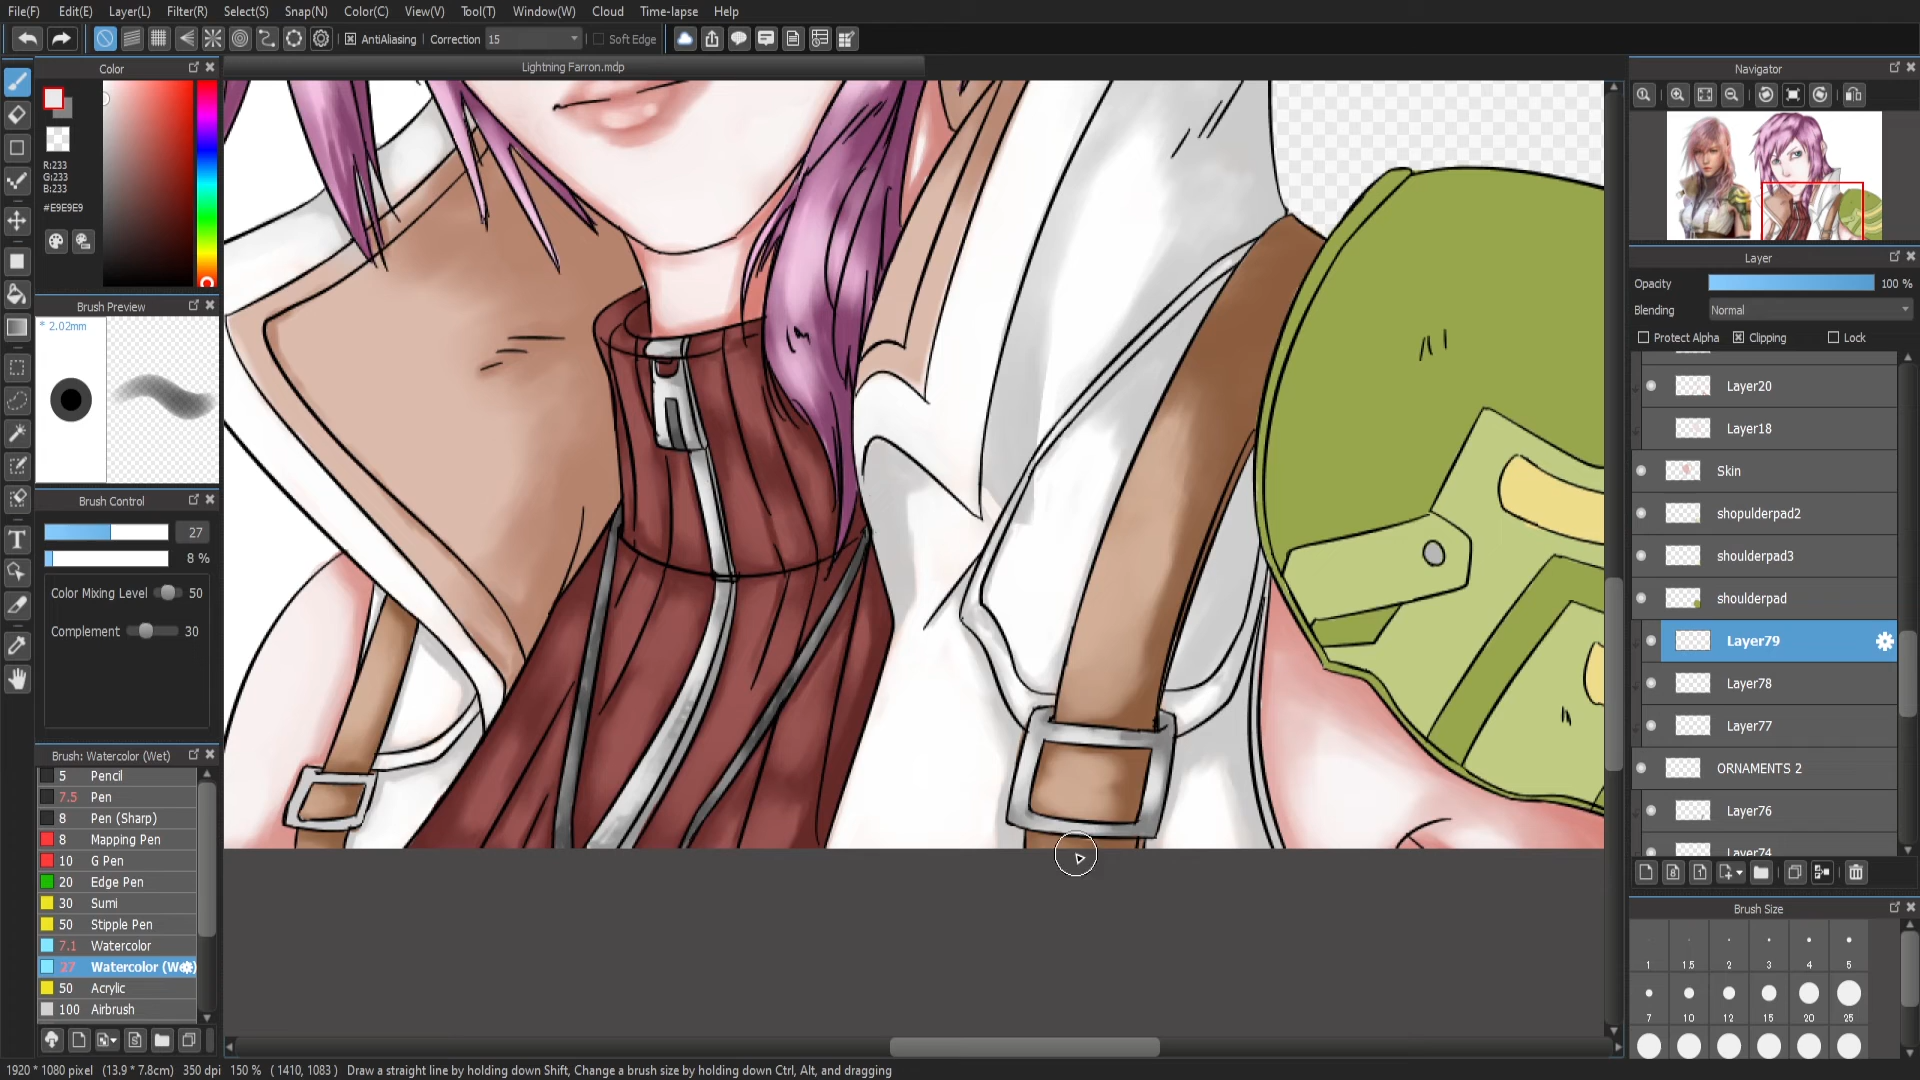 File(F) Edit(E) Layer(L) Filter(R) Select(S) Snap(N) Color(C) View(V) Tool(T) Window(W) Cloud Time-lapse Help
AntiAliasing Correction 15 Soft Edge
Color
Lightning Farron.mdp
Navigator
R:233
G:233
B:233
#E9E9E9
Brush Preview
* 2.02mm
Brush Control
27
8 %
Color Mixing Level 50
Complement 30
Brush: Watercolor (Wet)
5 Pencil
7.5 Pen
8 Pen (Sharp)
8 Mapping Pen
10 G Pen
20 Edge Pen
30 Sumi
50 Stipple Pen
7.1 Watercolor
27 Watercolor (Wet)
50 Acrylic
100 Airbrush
Layer
Opacity 100 %
Blending Normal
Protect Alpha Clipping Lock
Layer20
Layer18
Skin
shopulderpad2
shoulderpad3
shoulderpad
Layer79
Layer78
Layer77
ORNAMENTS 2
Layer76
Layer74
Brush Size
1 1.5 2 3 4 5
7 10 12 15 20 25
1920 * 1080 pixel (13.9 * 7.8cm) 350 dpi 150 % ( 1410, 1083 ) Draw a straight line by holding down Shift, Change a brush size by holding down Ctrl, Alt, and dragging